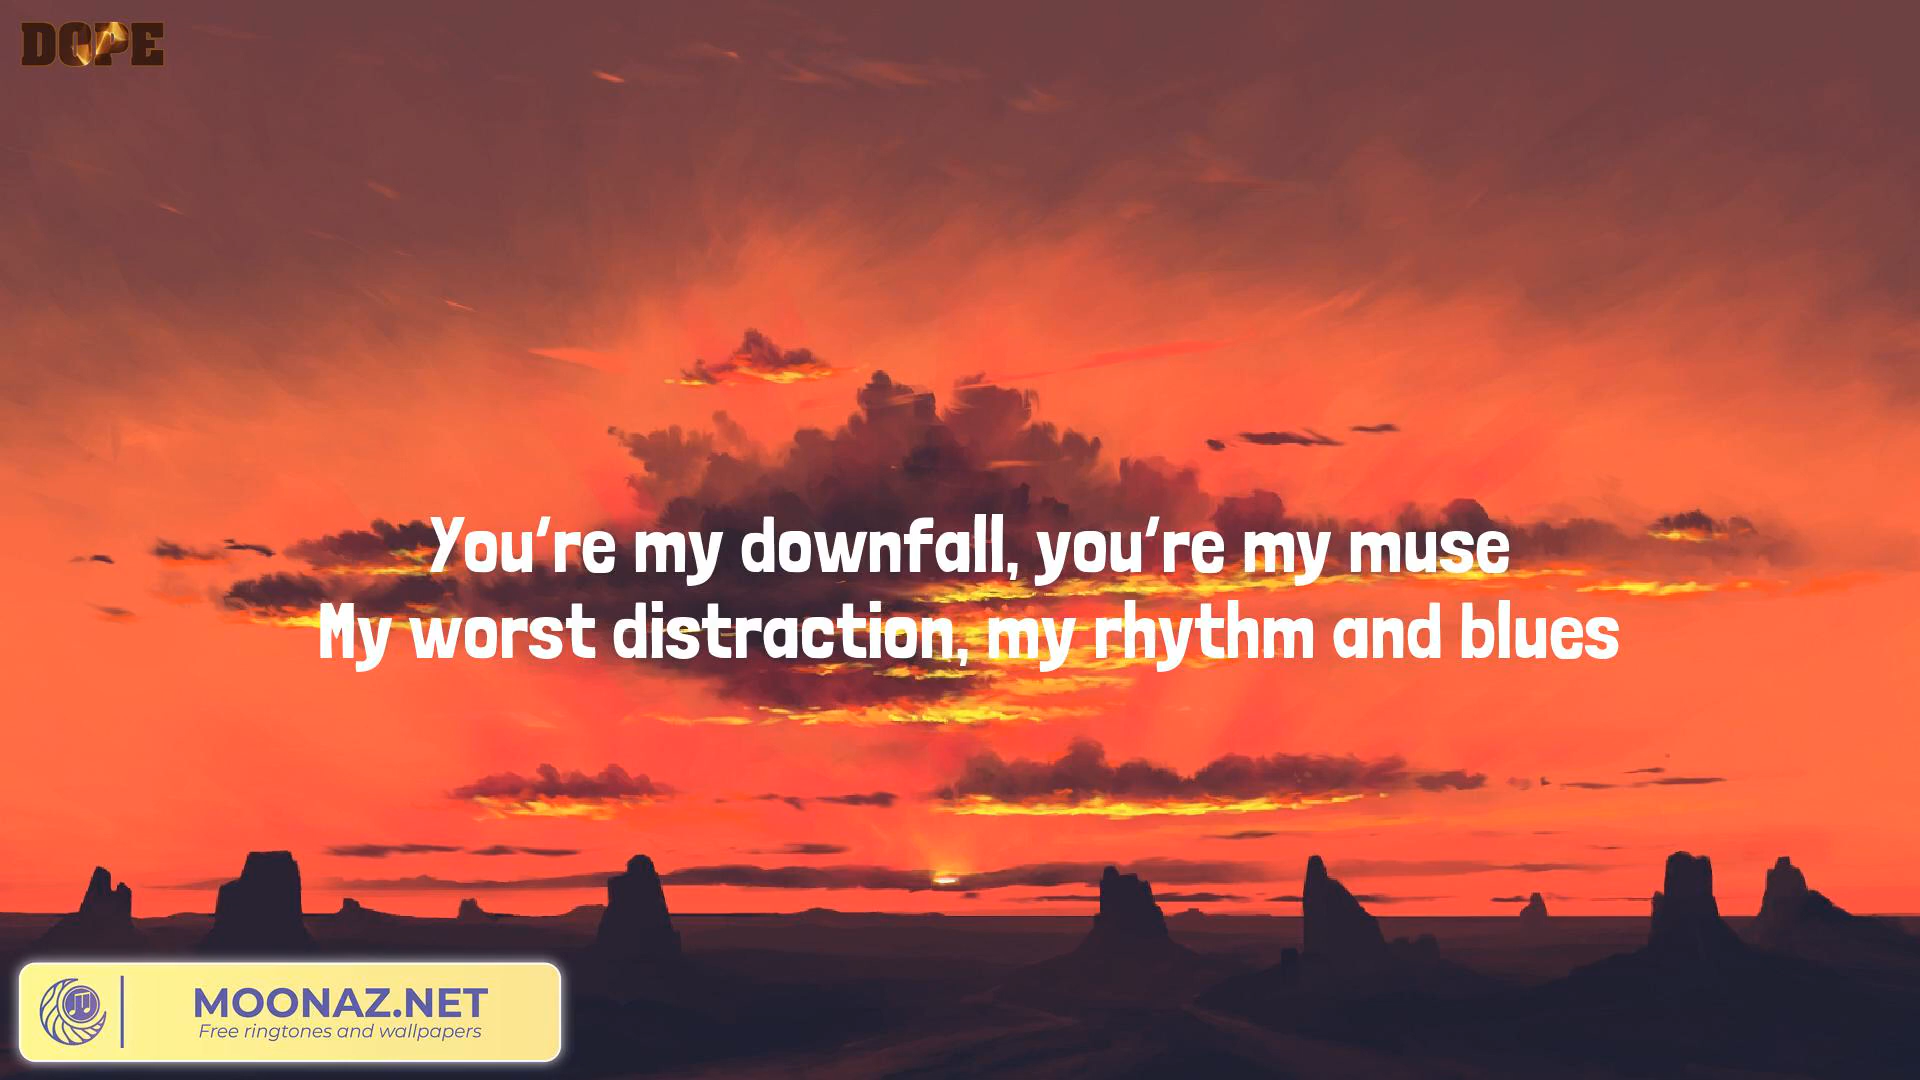 DOPE
You're my downfall, you're my muse
My worst distraction, my rhythm and blues
MOONAZ.NET
Free ringtones and wallpapers